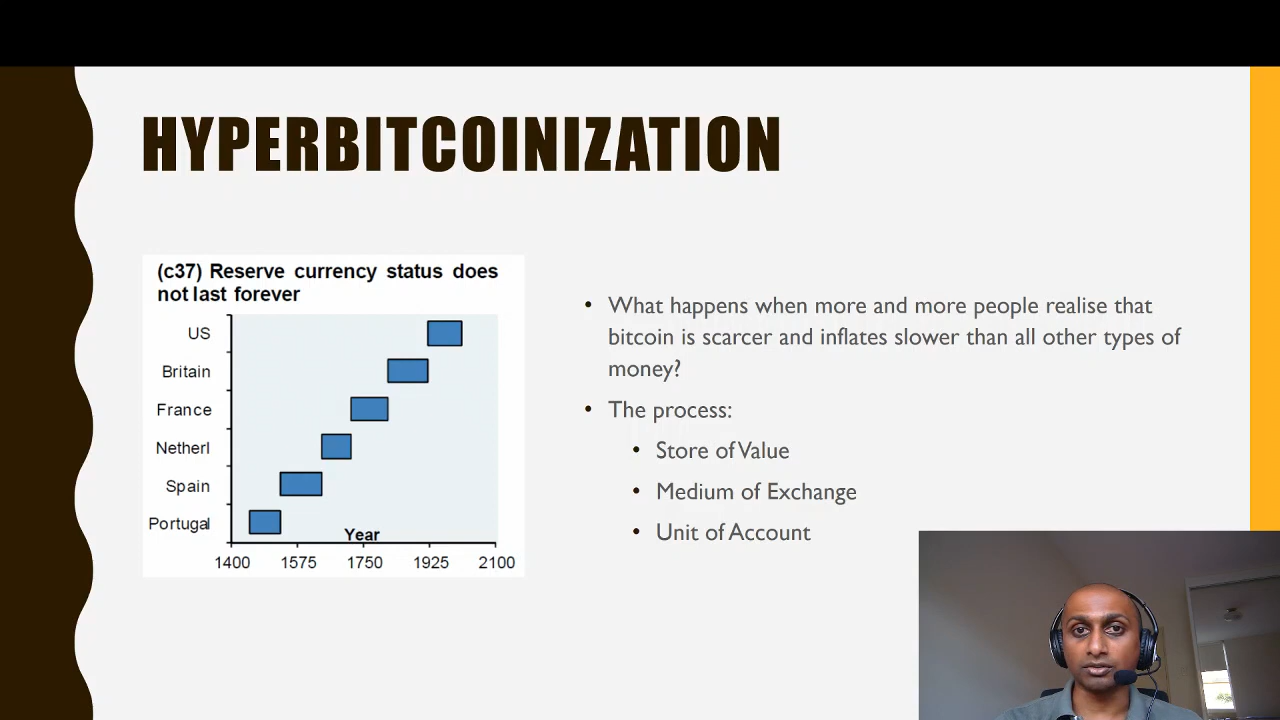 HYPERBITCOINIZATION
(c37) Reserve currency status does
not last forever
US
Britain
France
Netherl
Spain
Portugal
Year
1400 1575 1750 1925 2100
• What happens when more and more people realise that
bitcoin is scarcer and inflates slower than all other types of
money?
• The process:
• Store of Value
• Medium of Exchange
• Unit of Account